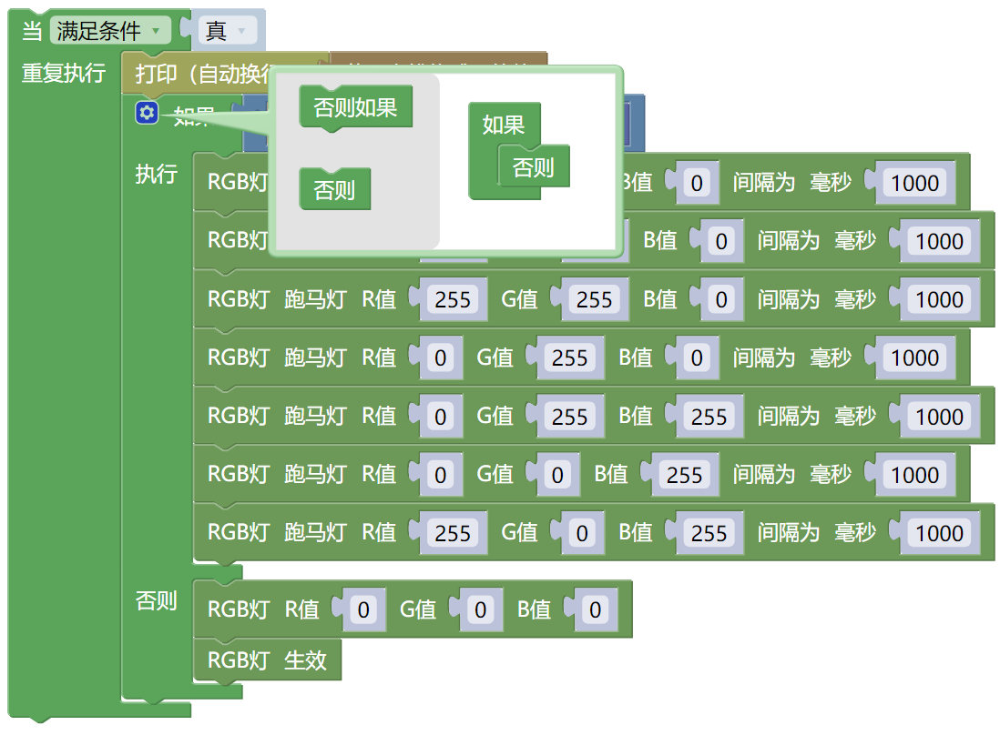 当 满足条件 真
重复执行 打印（自动换行
如果
否则如果
如果
否则
否则
执行 RGB灯 B值 0 间隔为 毫秒 1000
RGB灯 B值 0 间隔为 毫秒 1000
RGB灯 跑马灯 R值 255 G值 255 B值 0 间隔为 毫秒 1000
RGB灯 跑马灯 R值 0 G值 255 B值 0 间隔为 毫秒 1000
RGB灯 跑马灯 R值 0 G值 255 B值 255 间隔为 毫秒 1000
RGB灯 跑马灯 R值 0 G值 0 B值 255 间隔为 毫秒 1000
RGB灯 跑马灯 R值 255 G值 0 B值 255 间隔为 毫秒 1000
否则 RGB灯 R值 0 G值 0 B值 0
RGB灯 生效